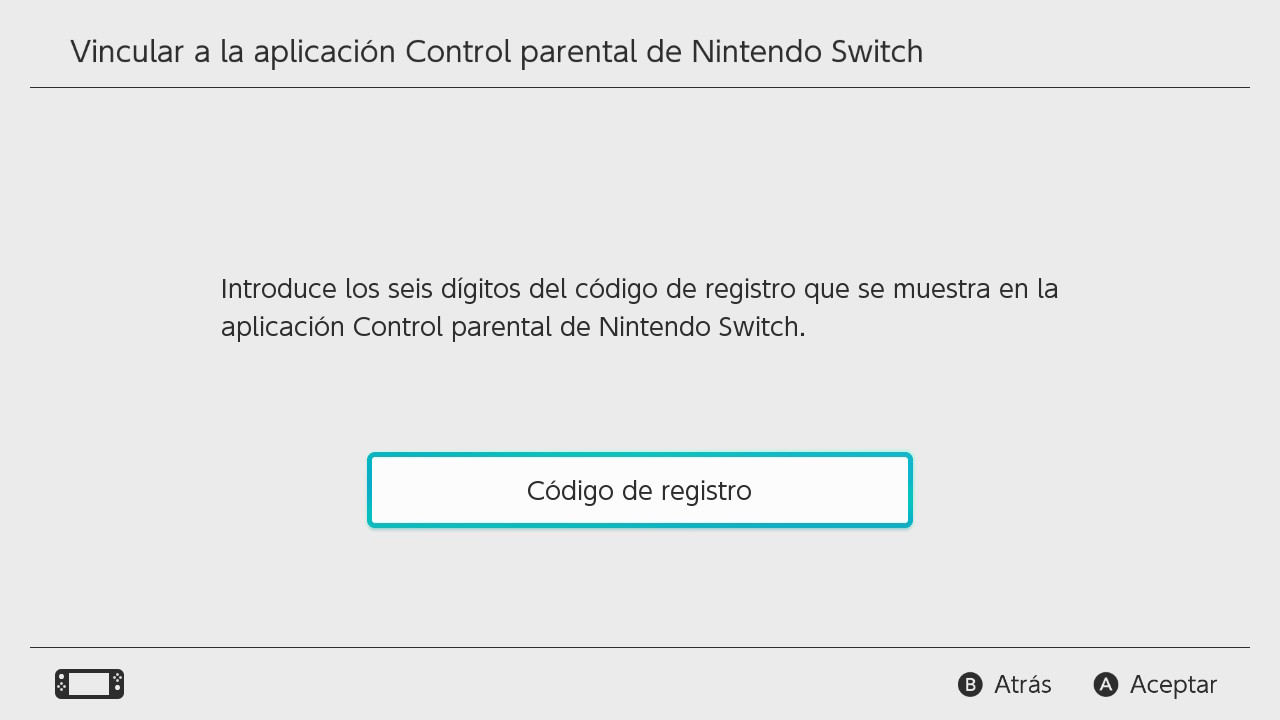 Vincular a la aplicación Control parental de Nintendo Switch
Introduce los seis dígitos del código de registro que se muestra en la
aplicación Control parental de Nintendo Switch.
Código de registro
B Atrás A Aceptar